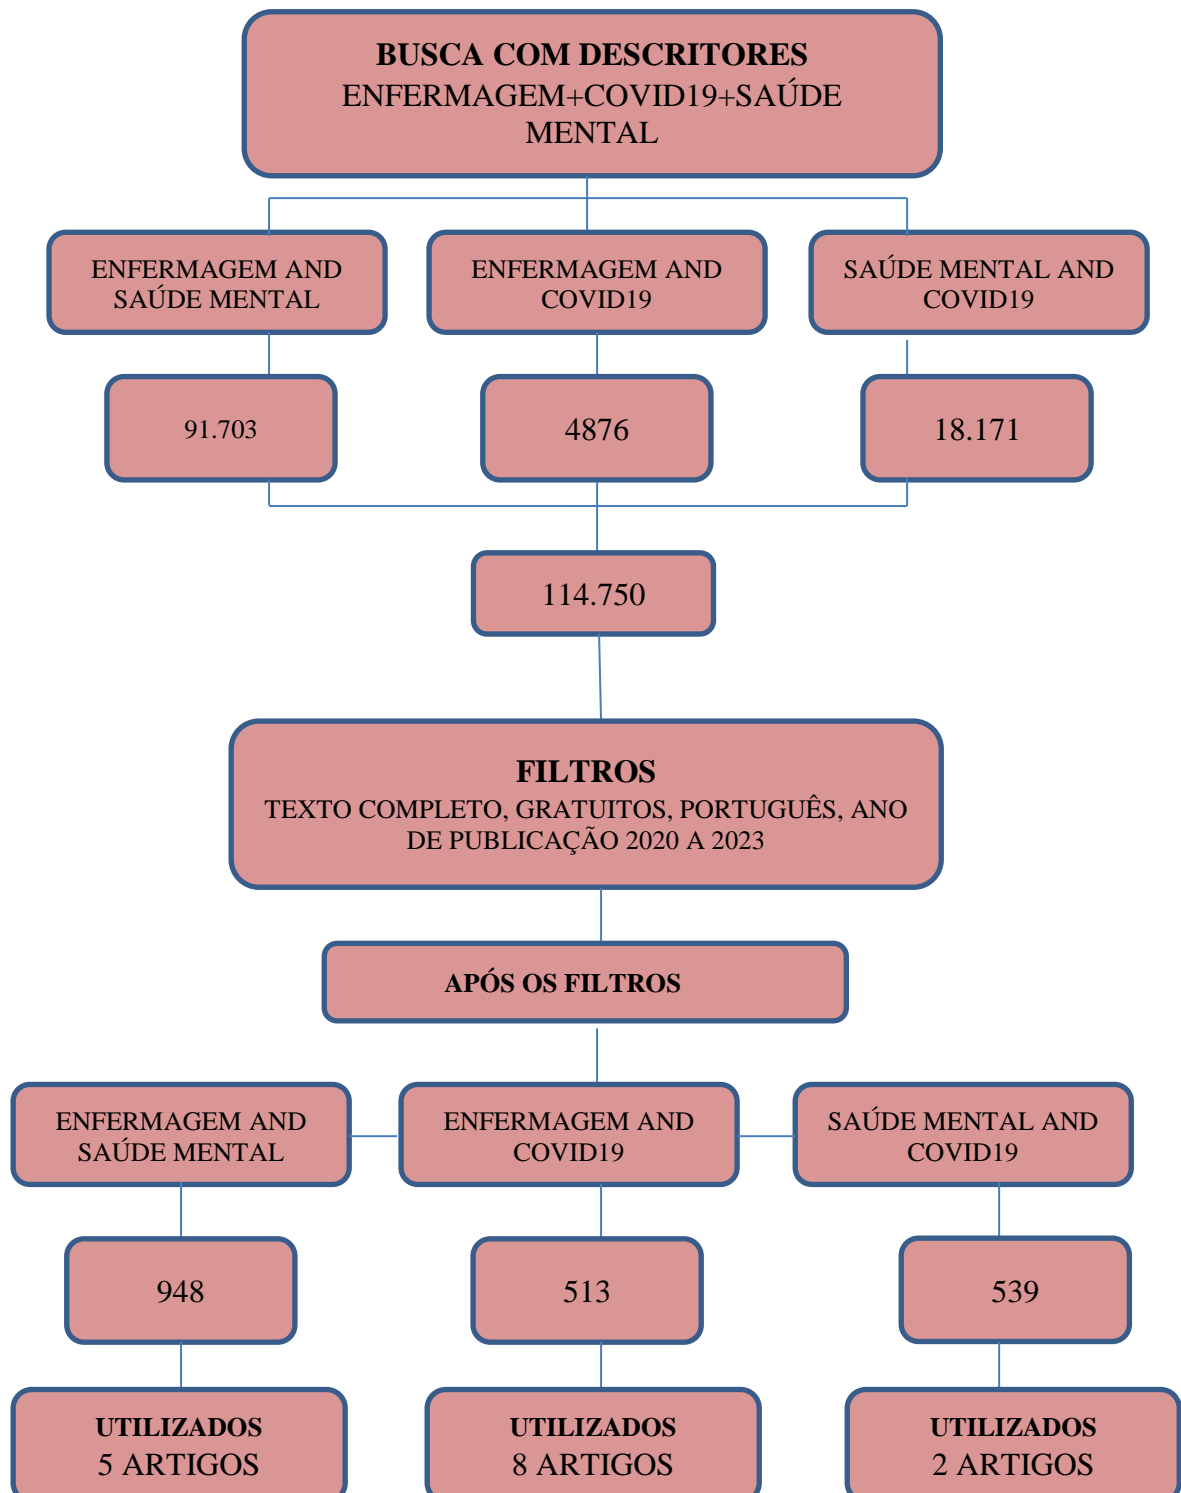 BUSCA COM DESCRITORES
ENFERMAGEM+COVID19+SAÚDE
MENTAL
ENFERMAGEM AND
SAÚDE MENTAL
ENFERMAGEM AND
COVID19
SAÚDE MENTAL AND
COVID19
91.703
4876
18.171
114.750
FILTROS
TEXTO COMPLETO, GRATUITOS, PORTUGUÊS, ANO
DE PUBLICAÇÃO 2020 A 2023
APÓS OS FILTROS
ENFERMAGEM AND
SAÚDE MENTAL
ENFERMAGEM AND
COVID19
SAÚDE MENTAL AND
COVID19
948
513
539
UTILIZADOS
5 ARTIGOS
UTILIZADOS
8 ARTIGOS
UTILIZADOS
2 ARTIGOS